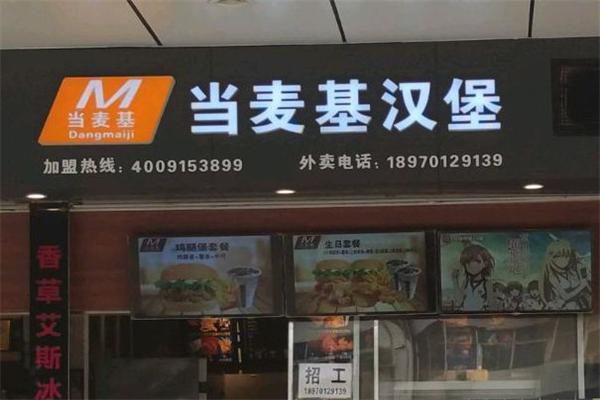 M
当麦基
Dangmaiji
当麦基汉堡
加盟热线：4009153899
外卖电话：18970129139
鸡腿堡套餐
生日套餐
香草艾斯冰
招工
18970129139